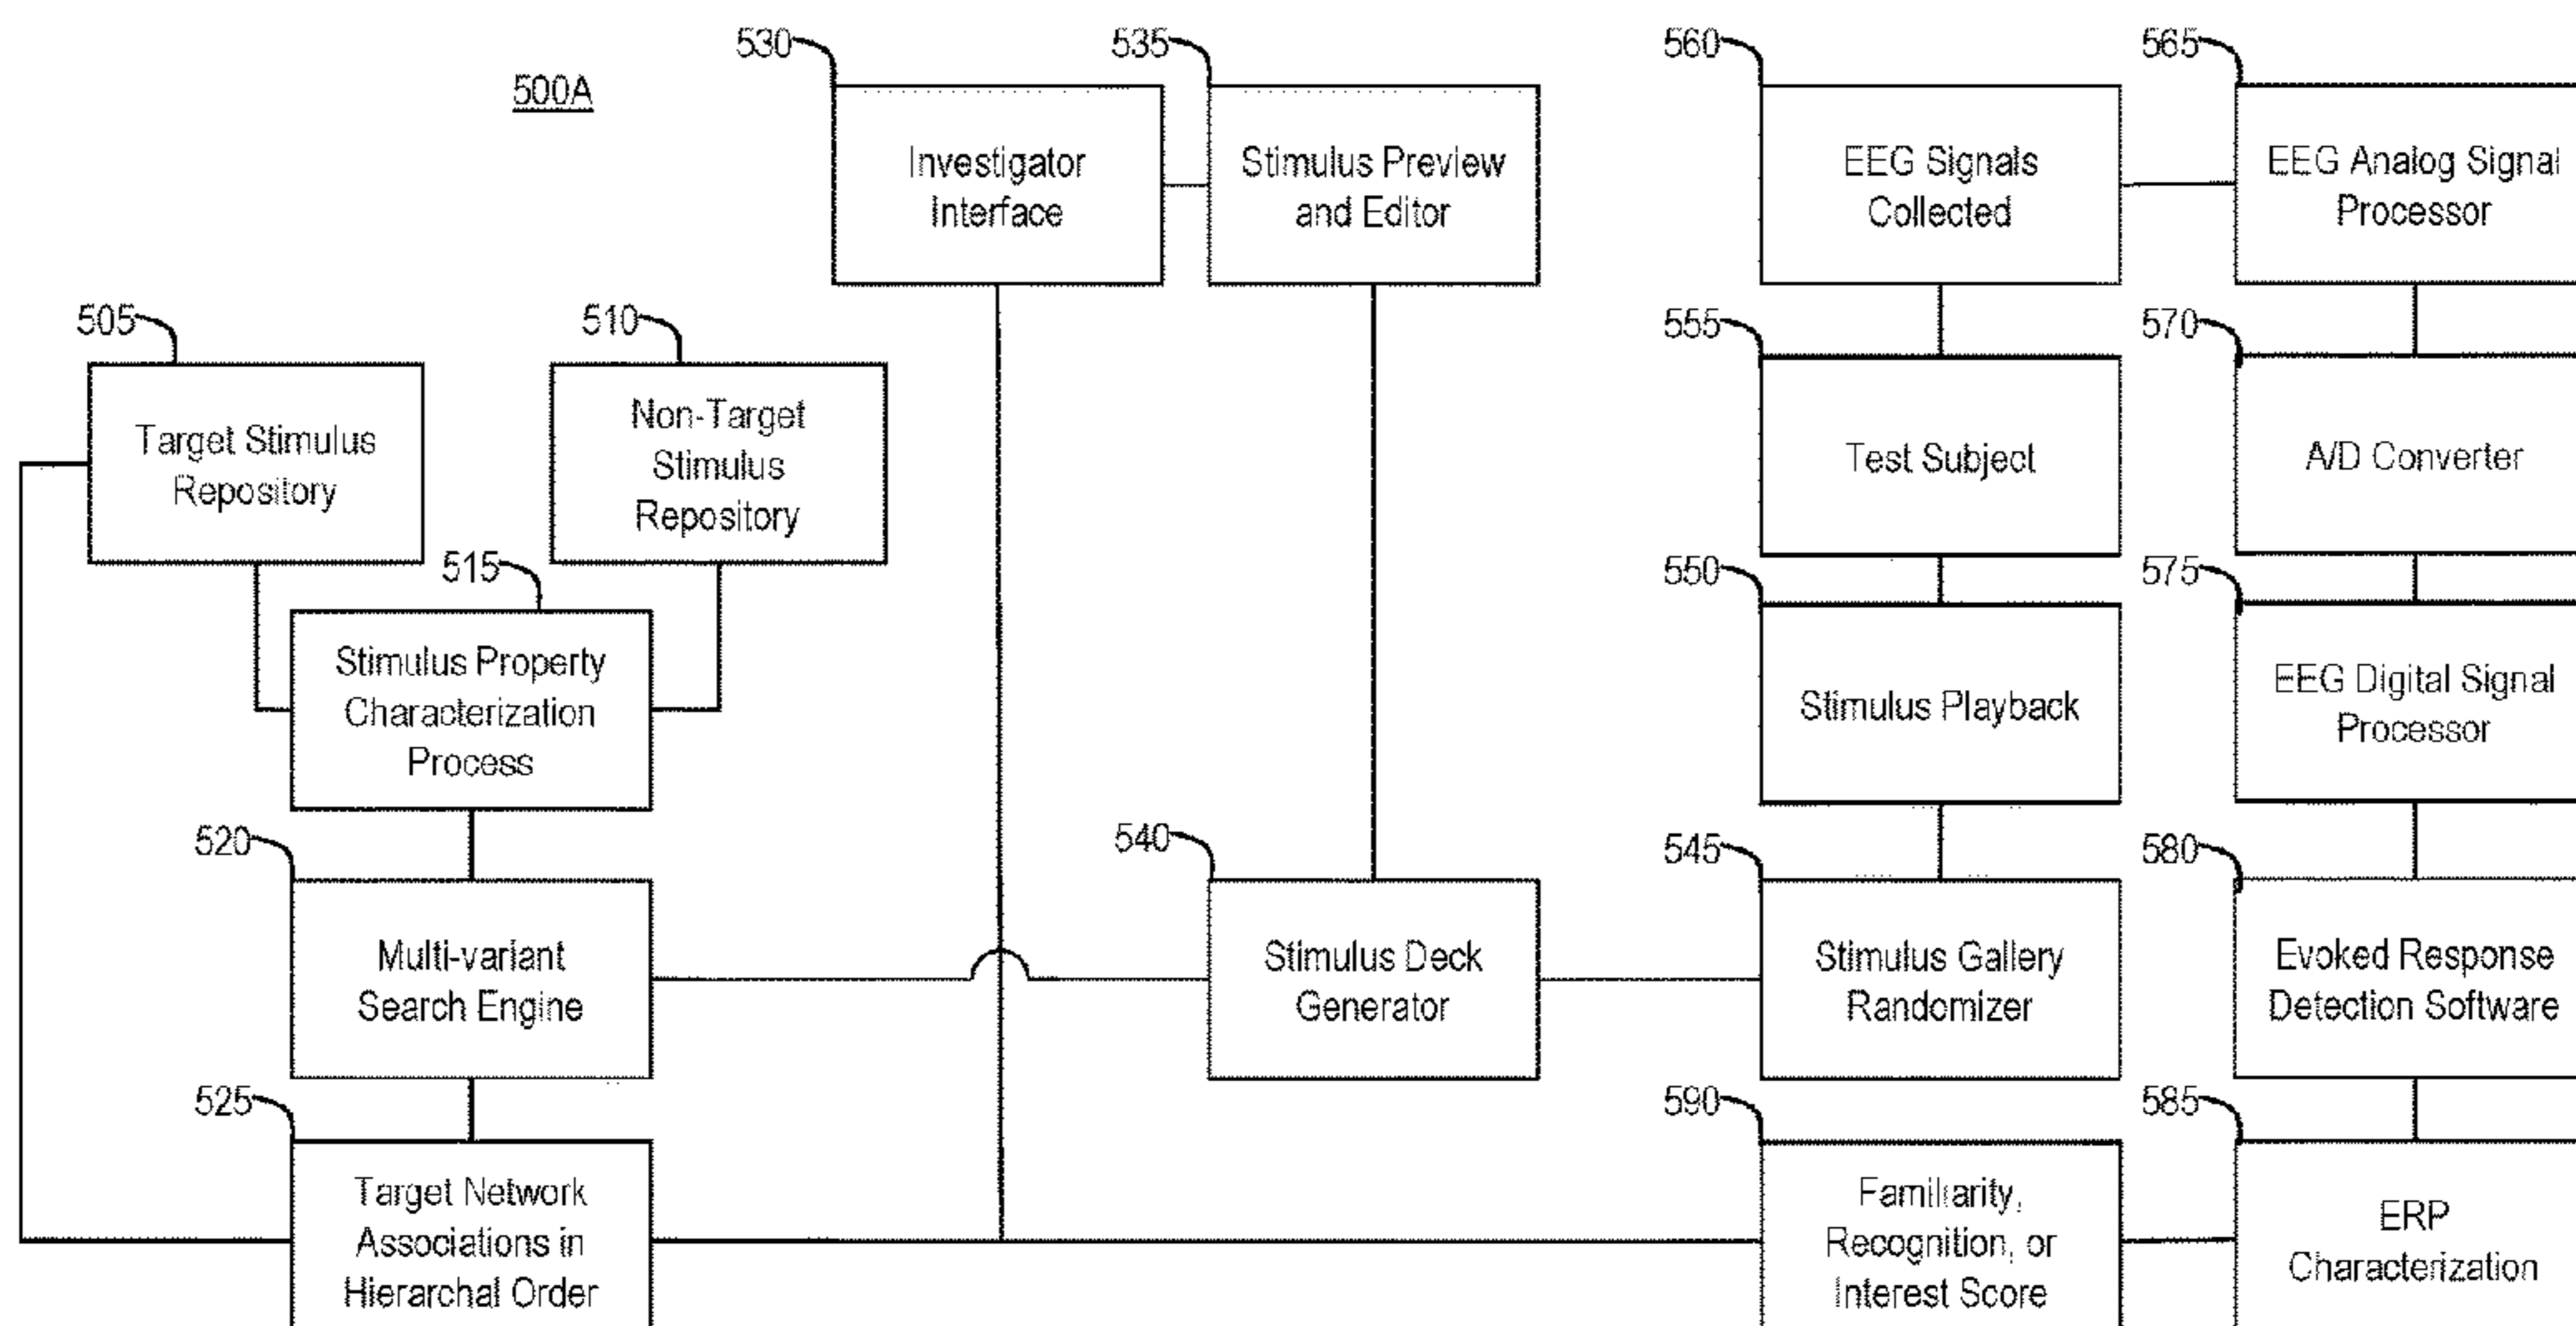 500A
530
Investigator
Interface
535
Stimulus Preview
and Editor
560
EEG Signals
Collected
565
EEG Analog Signal
Processor
505
Target Stimulus
Repository
510
Non-Target
Stimulus
Repository
555
Test Subject
570
A/D Converter
515
Stimulus Property
Characterization
Process
550
Stimulus Playback
575
EEG Digital Signal
Processor
520
Multi-variant
Search Engine
540
Stimulus Deck
Generator
545
Stimulus Gallery
Randomizer
580
Evoked Response
Detection Software
525
Target Network
Associations in
Hierarchal Order
590
Familiarity,
Recognition, or
Interest Score
585
ERP
Characterization